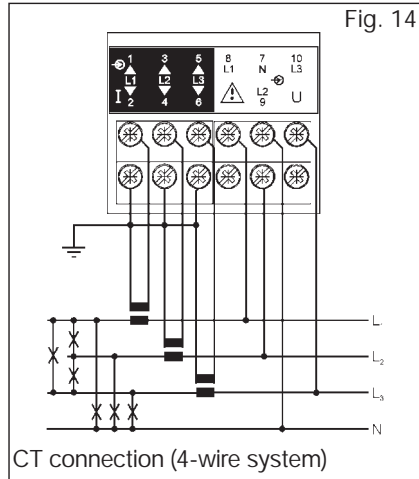 Fig. 14
1 3 5 8 7 10
L1 N L3
L1 L2 L3
L2
I 2 4 6 9 U
L
L2
L3
N
CT connection (4-wire system)